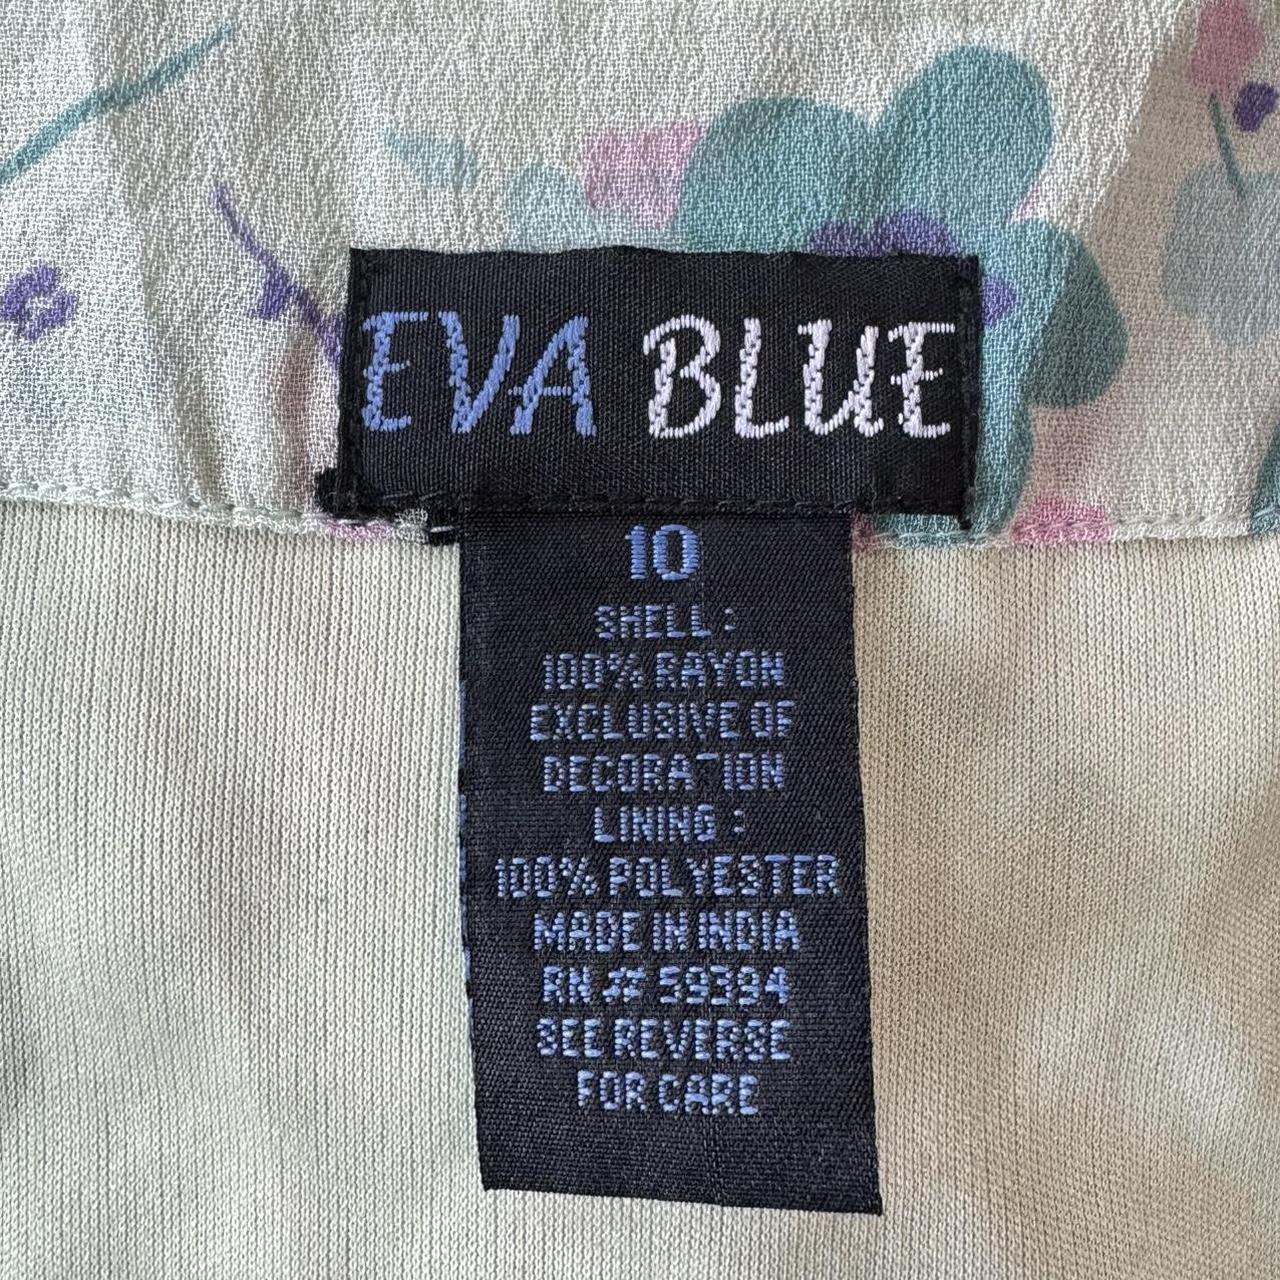 EVA BLUE
10
SHELL :
100% RAYON
EXCLUSIVE OF
DECORATION
LINING :
100% POLYESTER
MADE IN INDIA
RN # 59394
SEE REVERSE
FOR CARE